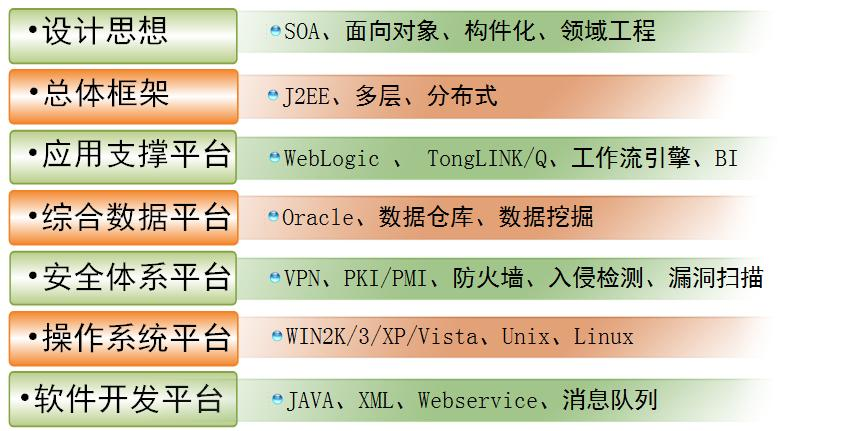 •设计思想
SOA、面向对象、构件化、领域工程
•总体框架
J2EE、多层、分布式
•应用支撑平台
WebLogic 、 TongLINK/Q、工作流引擎、BI
•综合数据平台
Oracle、数据仓库、数据挖掘
•安全体系平台
VPN、PKI/PMI、防火墙、入侵检测、漏洞扫描
•操作系统平台
WIN2K/3/XP/Vista、Unix、Linux
•软件开发平台
JAVA、XML、Webservice、消息队列